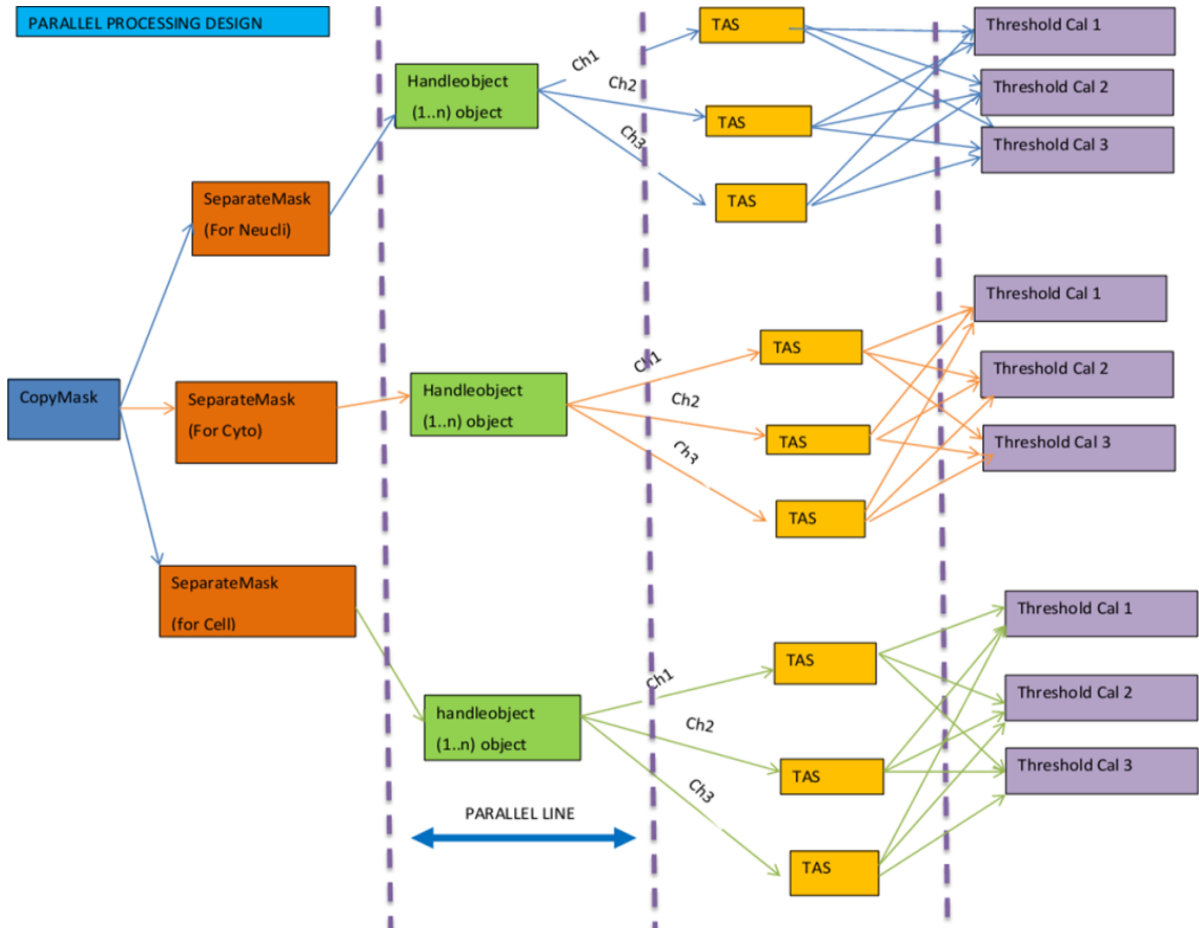 PARALLEL PROCESSING DESIGN
TAS
Threshold Cal 1
Handleobject
(1..n) object
Ch1
Ch2
Ch3
TAS
Threshold Cal 2
Threshold Cal 3
TAS
SeparateMask
(For Neucli)
Threshold Cal 1
TAS
Ch1
CopyMask
SeparateMask
(For Cyto)
Handleobject
(1..n) object
Ch2
Ch3
Threshold Cal 2
TAS
Threshold Cal 3
TAS
SeparateMask
(for Cell)
Threshold Cal 1
TAS
Ch1
handleobject
(1..n) object
Ch2
Ch3
Threshold Cal 2
TAS
Threshold Cal 3
PARALLEL LINE
TAS